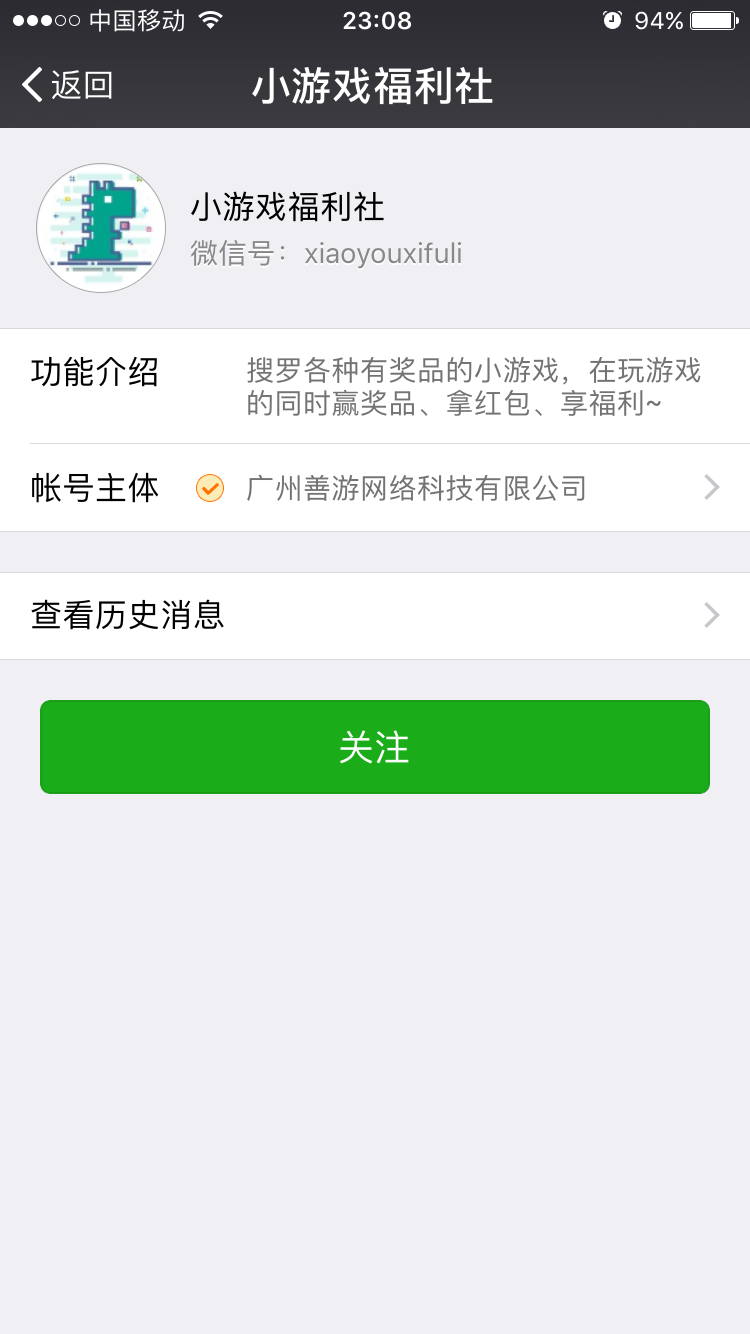 中国移动 23:08 94%
返回 小游戏福利社
小游戏福利社
微信号：xiaoyouxifuli
功能介绍 搜罗各种有奖品的小游戏，在玩游戏
的同时赢奖品、拿红包、享福利~
帐号主体 广州善游网络科技有限公司
查看历史消息
关注